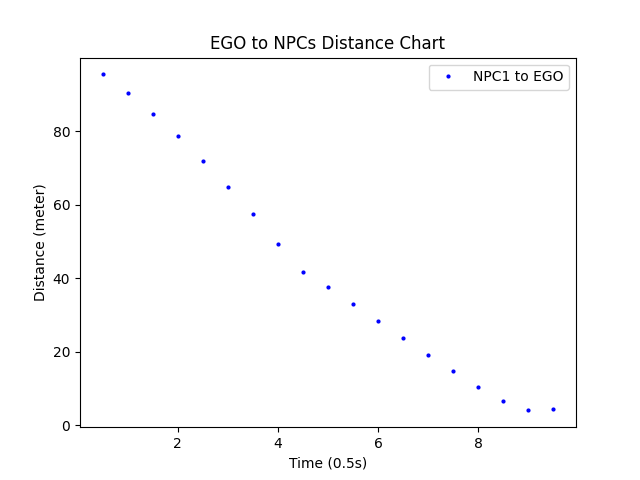 EGO to NPCs Distance Chart
NPC1 to EGO
80
60
40
20
0
Distance (meter)
2 4 6 8
Time (0.5s)